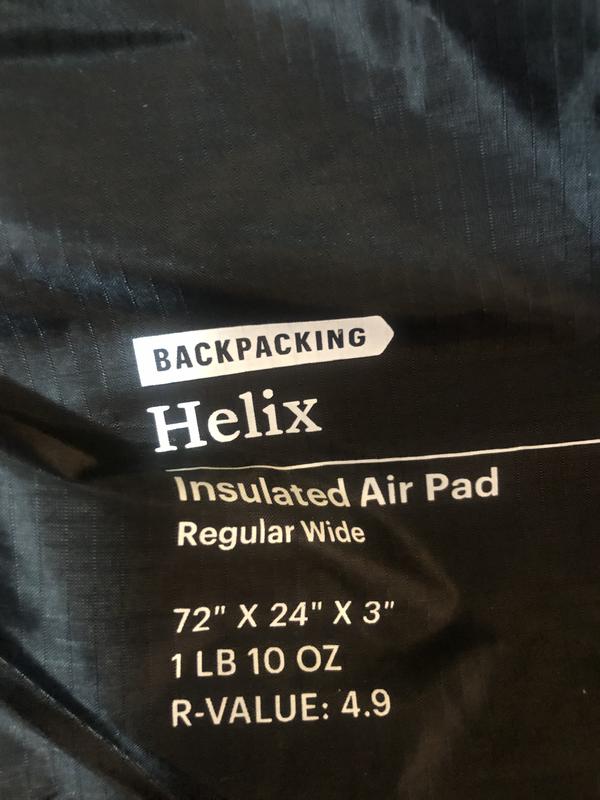 BACKPACKING
Helix
Insulated Air Pad
Regular Wide
72" X 24" X 3"
1 LB 10 OZ
R-VALUE: 4.9